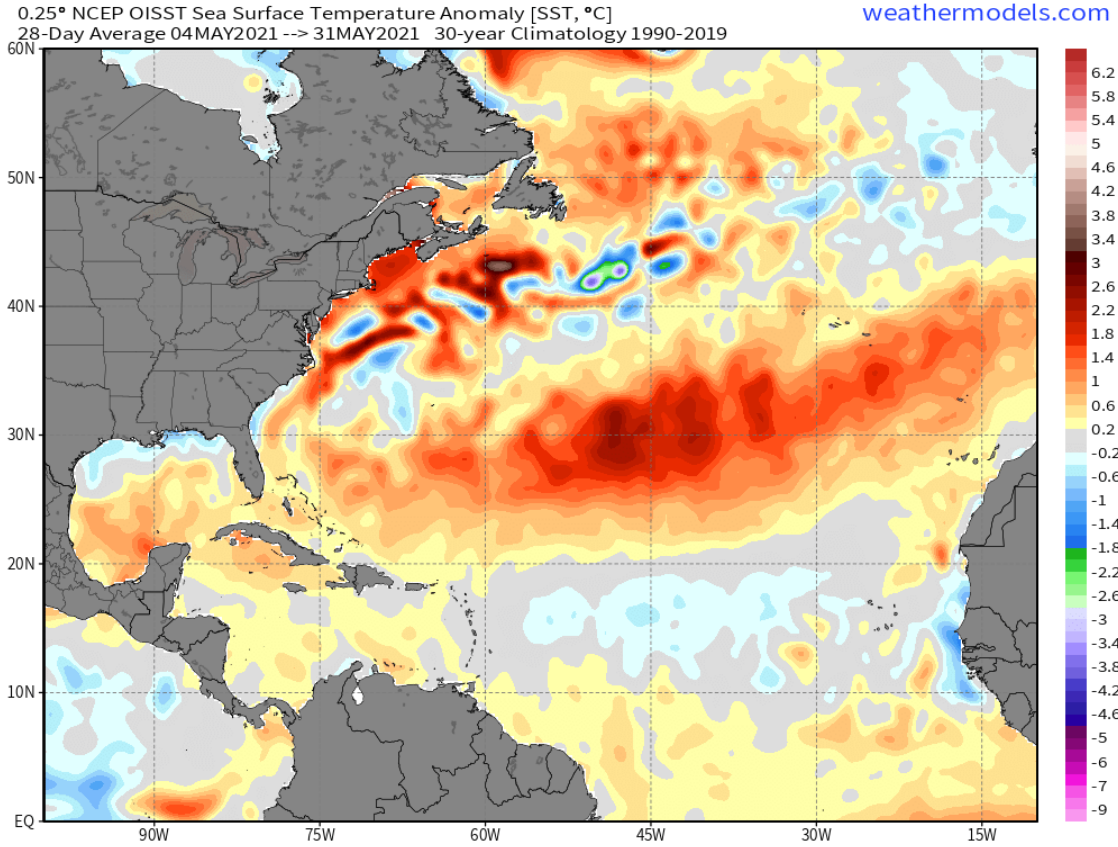 0.25° NCEP OISST Sea Surface Temperature Anomaly [SST, °C]
weathermodels.com
28-Day Average 04MAY2021 --> 31MAY2021 30-year Climatology 1990-2019
60N
50N
40N
30N
20N
10N
EQ
90W
75W
60W
45W
30W
15W
6.2
5.8
5.4
5
4.6
4.2
3.8
3.4
3
2.6
2.2
1.8
1.4
1
0.6
0.2
-0.2
-0.6
-1
-1.4
-1.8
-2.2
-2.6
-3
-3.4
-3.8
-4.2
-4.6
-5
-6
-7
-9